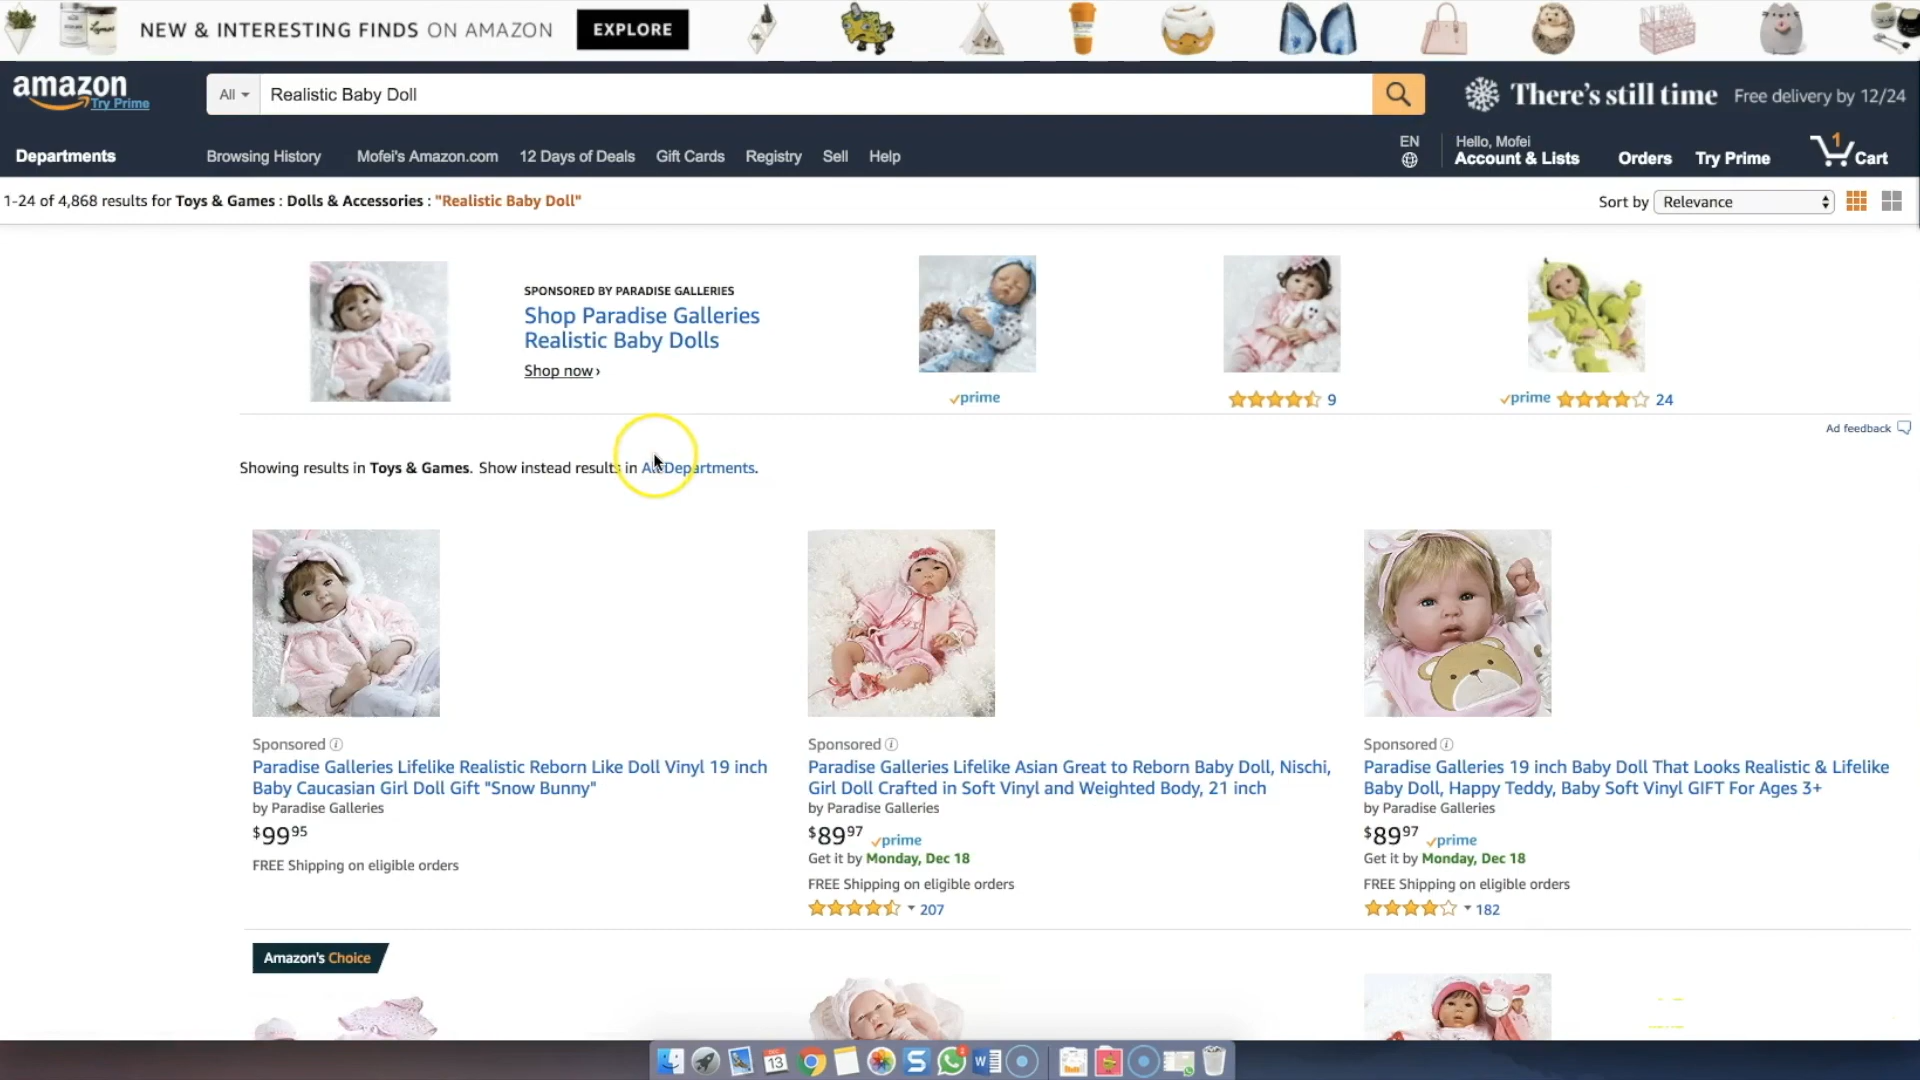 NEW & INTERESTING FINDS ON AMAZON EXPLORE
amazon
Try Prime
All
Realistic Baby Doll
There's still time Free delivery by 12/24
Departments
Browsing History Mofei's Amazon.com 12 Days of Deals Gift Cards Registry Sell Help
EN
Hello, Mofei
Account & Lists
Orders
Try Prime
1
Cart
1-24 of 4,868 results for Toys & Games : Dolls & Accessories : "Realistic Baby Doll"
Sort by Relevance
SPONSORED BY PARADISE GALLERIES
Shop Paradise Galleries
Realistic Baby Dolls
Shop now ›
prime
9
prime 24
Ad feedback
Showing results in Toys & Games. Show instead results in All Departments.
Sponsored
Paradise Galleries Lifelike Realistic Reborn Like Doll Vinyl 19 inch
Baby Caucasian Girl Doll Gift "Snow Bunny"
by Paradise Galleries
$99 95
FREE Shipping on eligible orders
Sponsored
Paradise Galleries Lifelike Asian Great to Reborn Baby Doll, Nischi,
Girl Doll Crafted in Soft Vinyl and Weighted Body, 21 inch
by Paradise Galleries
$89 97 prime
Get it by Monday, Dec 18
FREE Shipping on eligible orders
207
Sponsored
Paradise Galleries 19 inch Baby Doll That Looks Realistic & Lifelike
Baby Doll, Happy Teddy, Baby Soft Vinyl GIFT For Ages 3+
by Paradise Galleries
$89 97 prime
Get it by Monday, Dec 18
FREE Shipping on eligible orders
182
Amazon's Choice
13